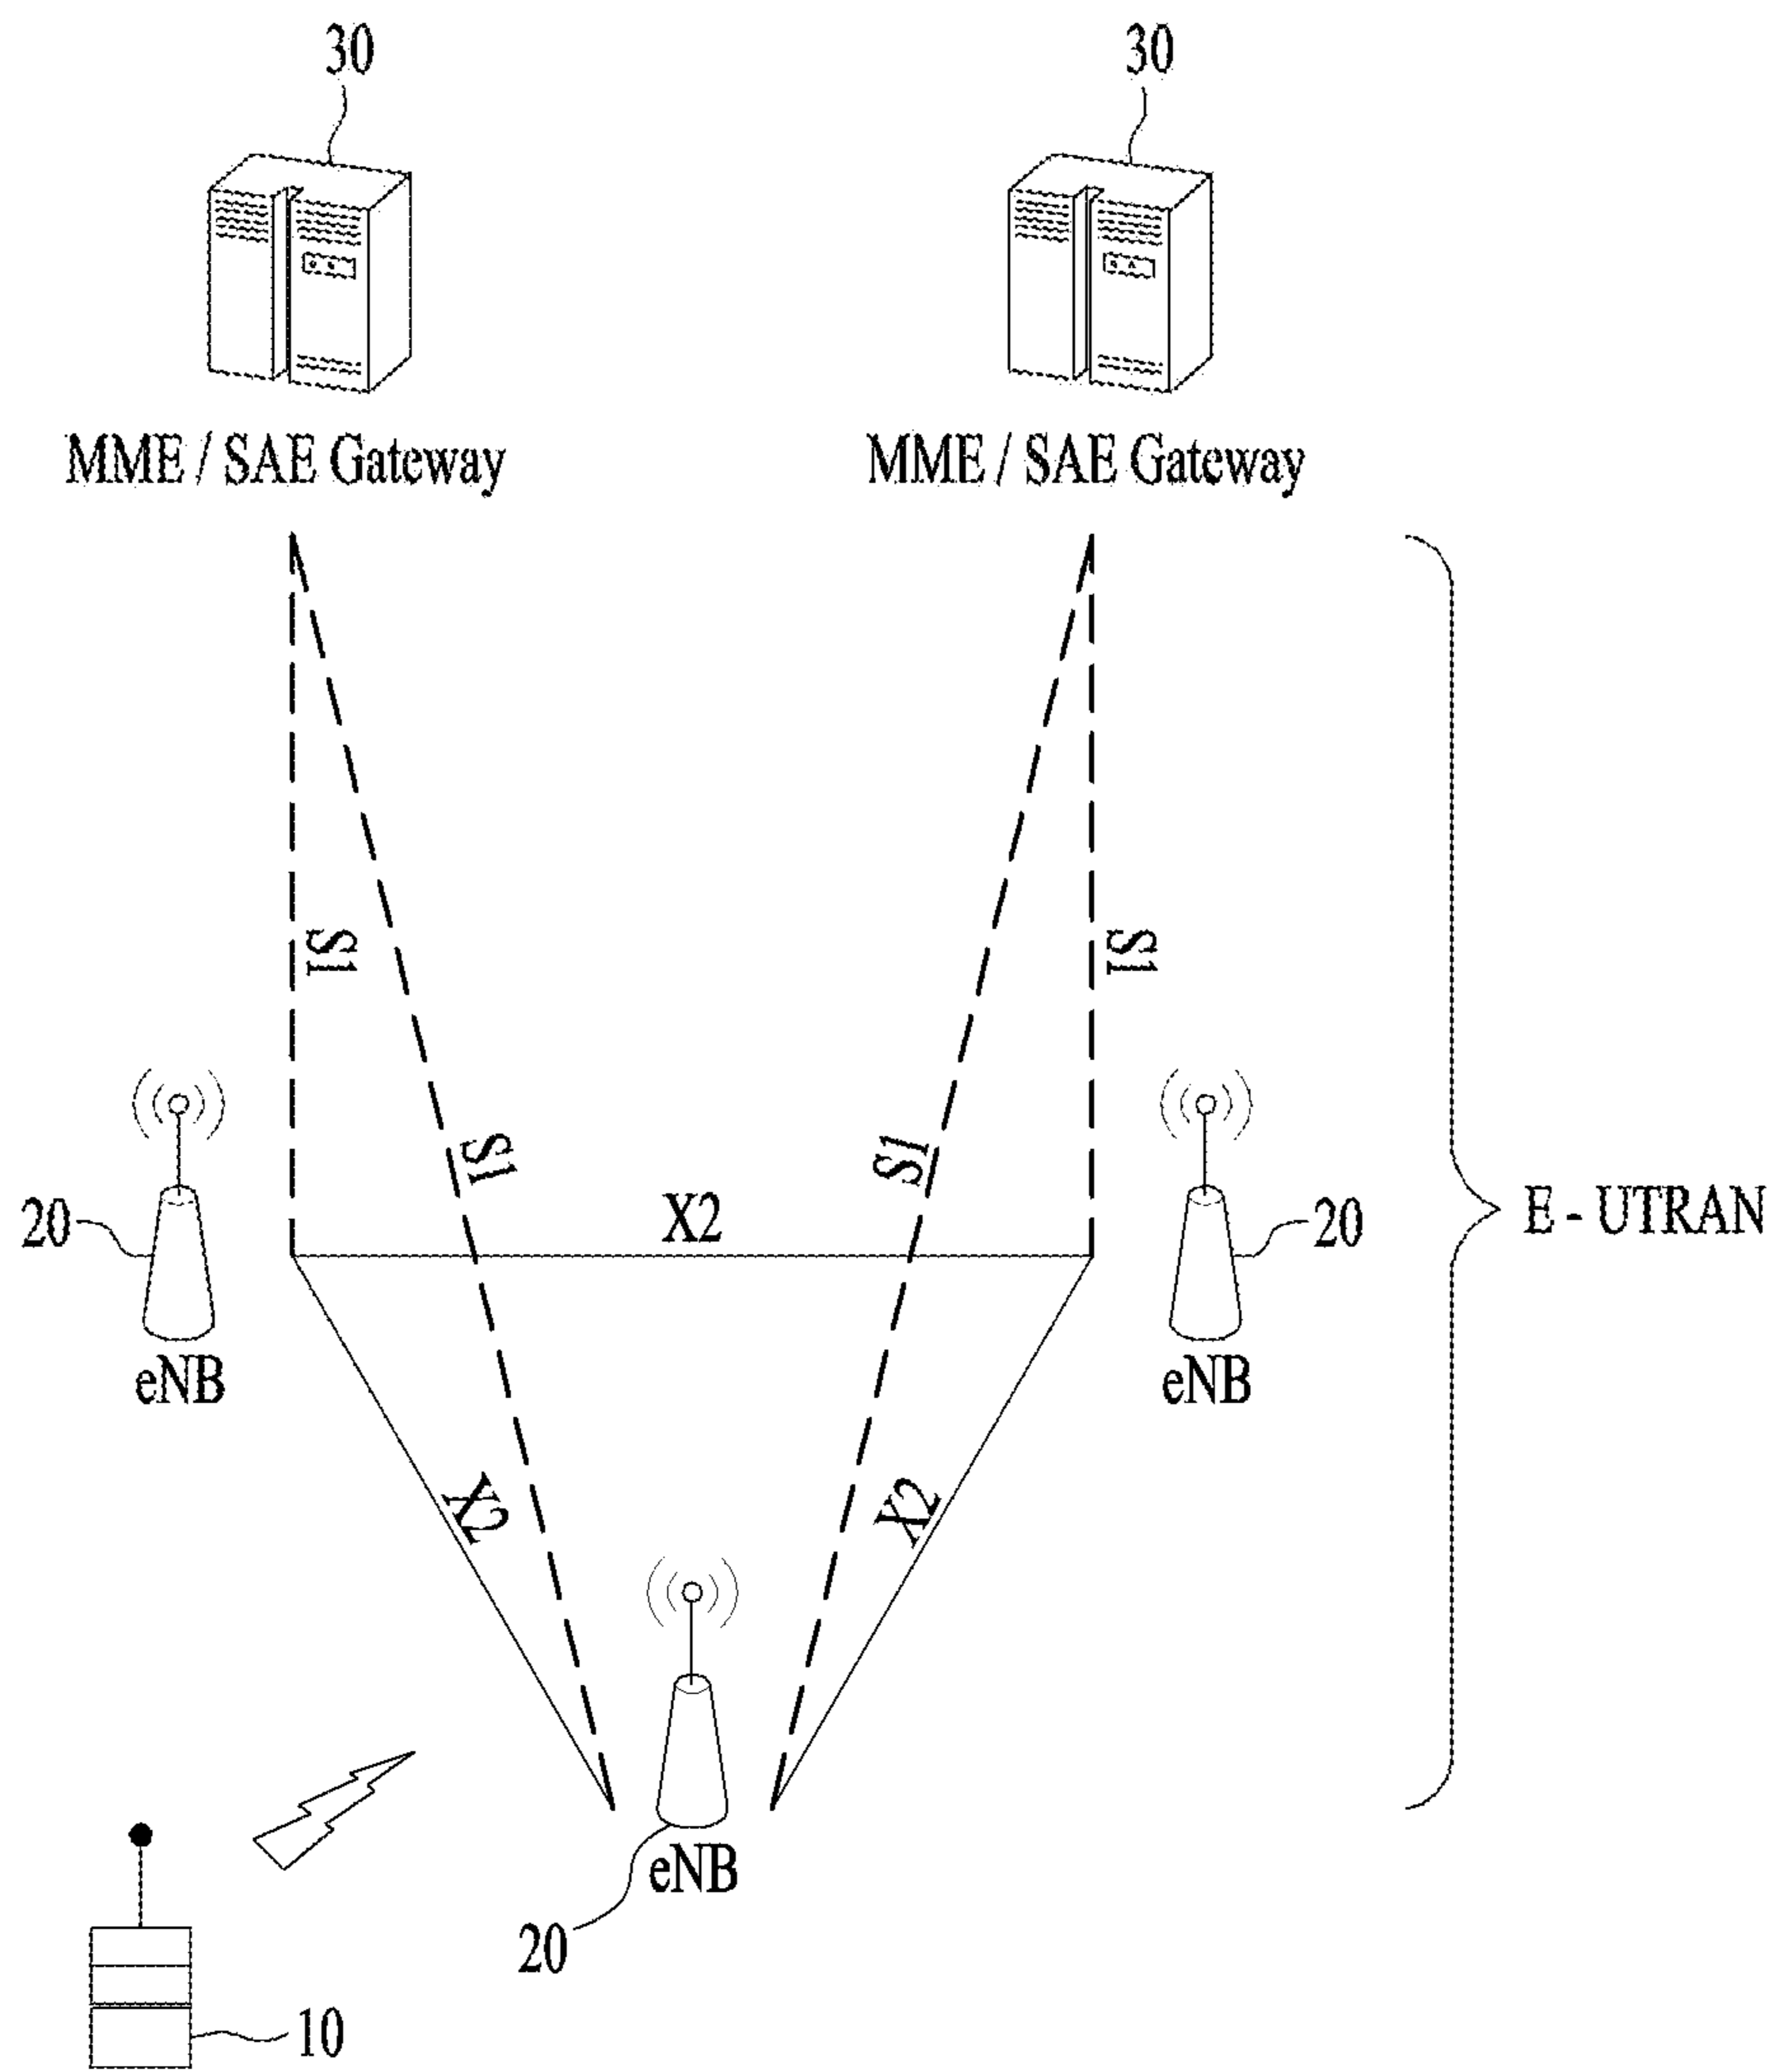 30
30
MME / SAE Gateway
MME / SAE Gateway
S1
S1
S1
S1
X2
20
20
E - UTRAN
eNB
eNB
X2
X2
eNB
20
10